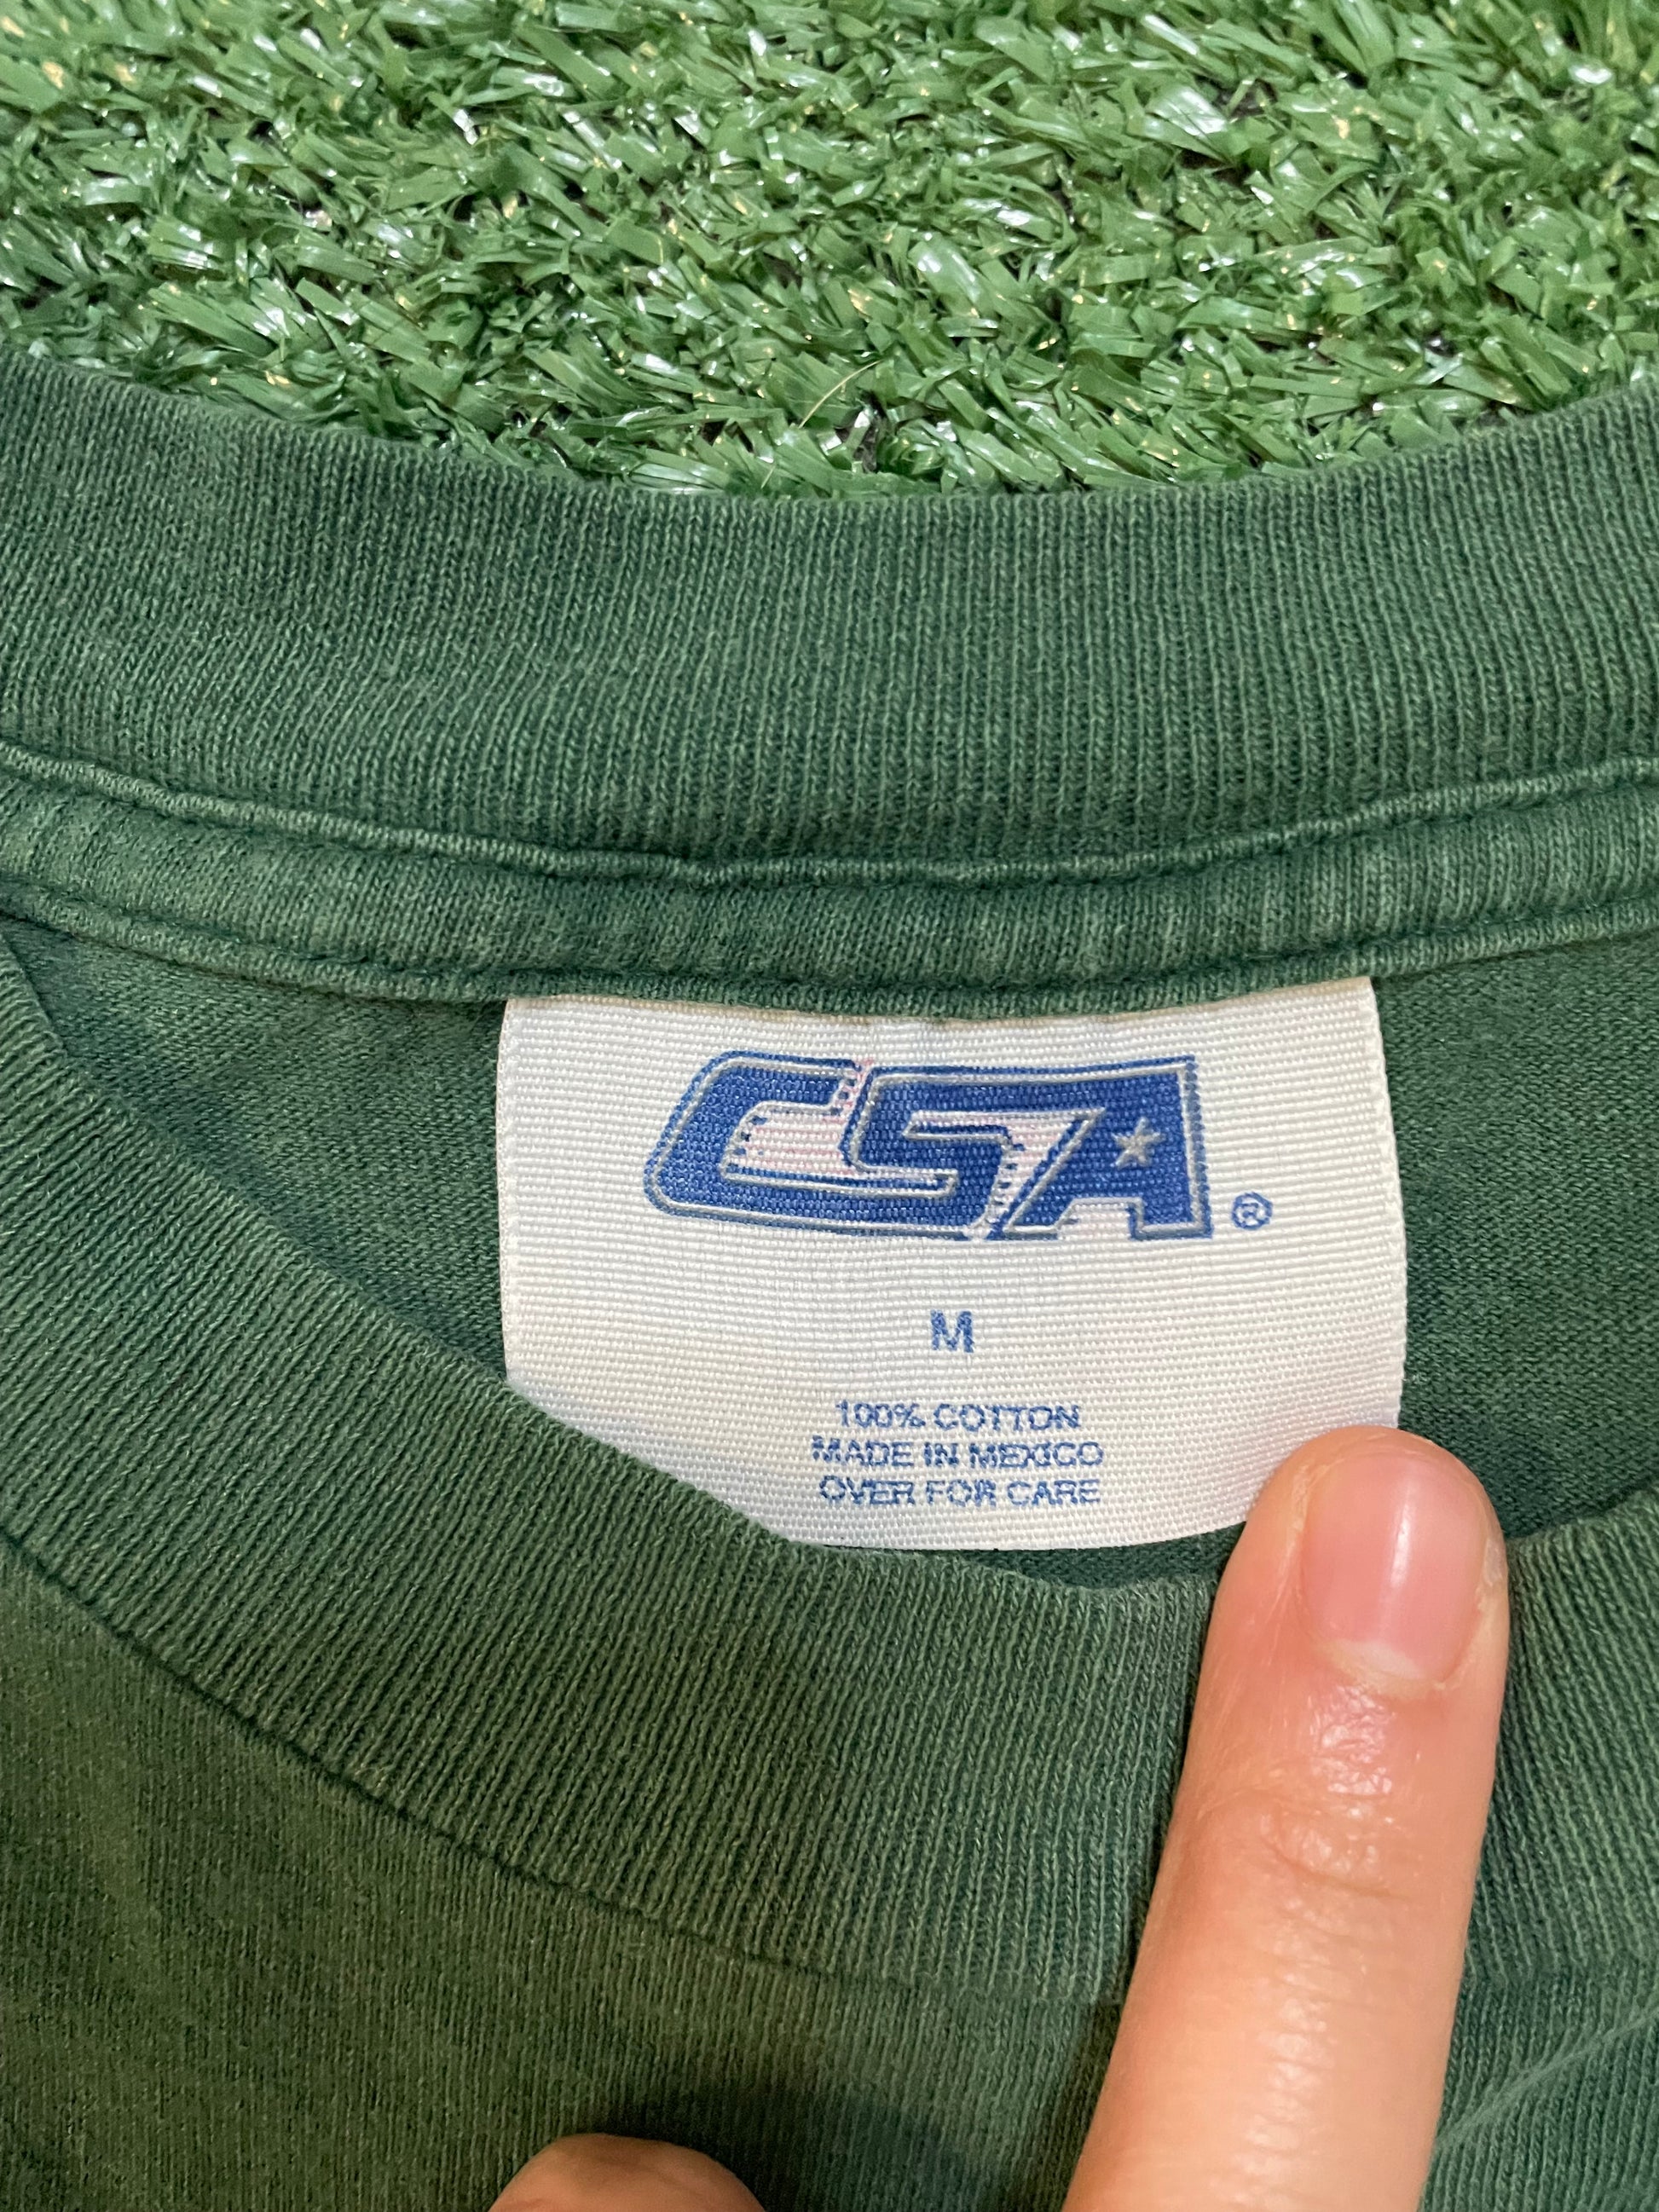 CSA ®
M
100% COTTON
MADE IN MEXICO
OVER FOR CARE